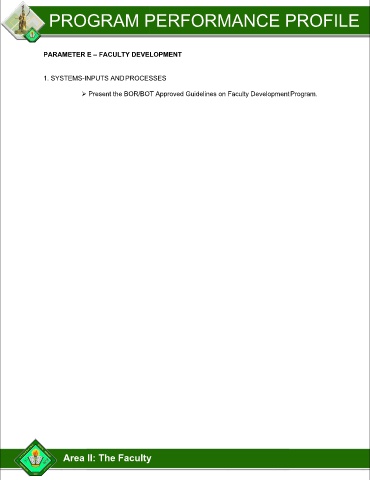 PROGRAM PERFORMANCE PROFILE
PARAMETER E – FACULTY DEVELOPMENT
1. SYSTEMS-INPUTS AND PROCESSES
➢ Present the BOR/BOT Approved Guidelines on Faculty Development Program.
Area II: The Faculty